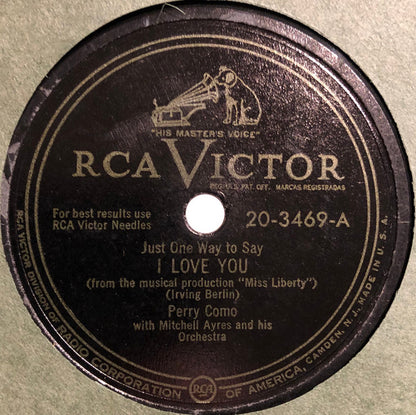 "HIS MASTER'S VOICE"
RCA VICTOR
REG. U.S. PAT. OFF. MARCAS REGISTRADAS
For best results use
RCA Victor Needles
20-3469-A
Just One Way to Say
I LOVE YOU
(from the musical production "Miss Liberty")
(Irving Berlin)
Perry Como
with Mitchell Ayres and his
Orchestra
RCA VICTOR DIVISION OF RADIO CORPORATION OF AMERICA, CAMDEN, N. J. MADE IN U. S. A.
RCA